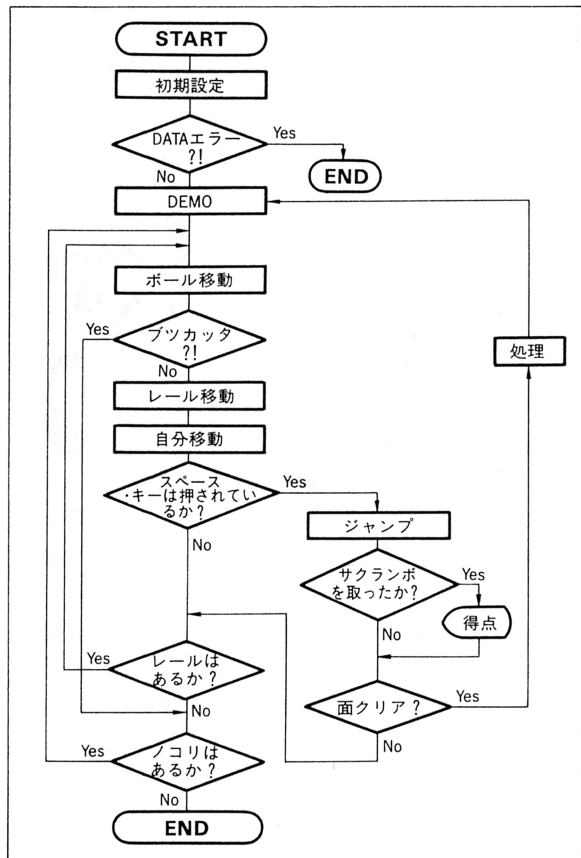 START
初期設定
DATAエラー
?!
Yes
END
No
DEMO
ボール移動
Yes
ブツカッタ
?!
処理
No
レール移動
自分移動
スペース
・キーは押されてい
るか?
Yes
ジャンプ
No
サクランボ
を取ったか?
Yes
得点
No
レールは
あるか?
Yes
面クリア?
Yes
No
No
ノコリは
あるか?
Yes
No
END